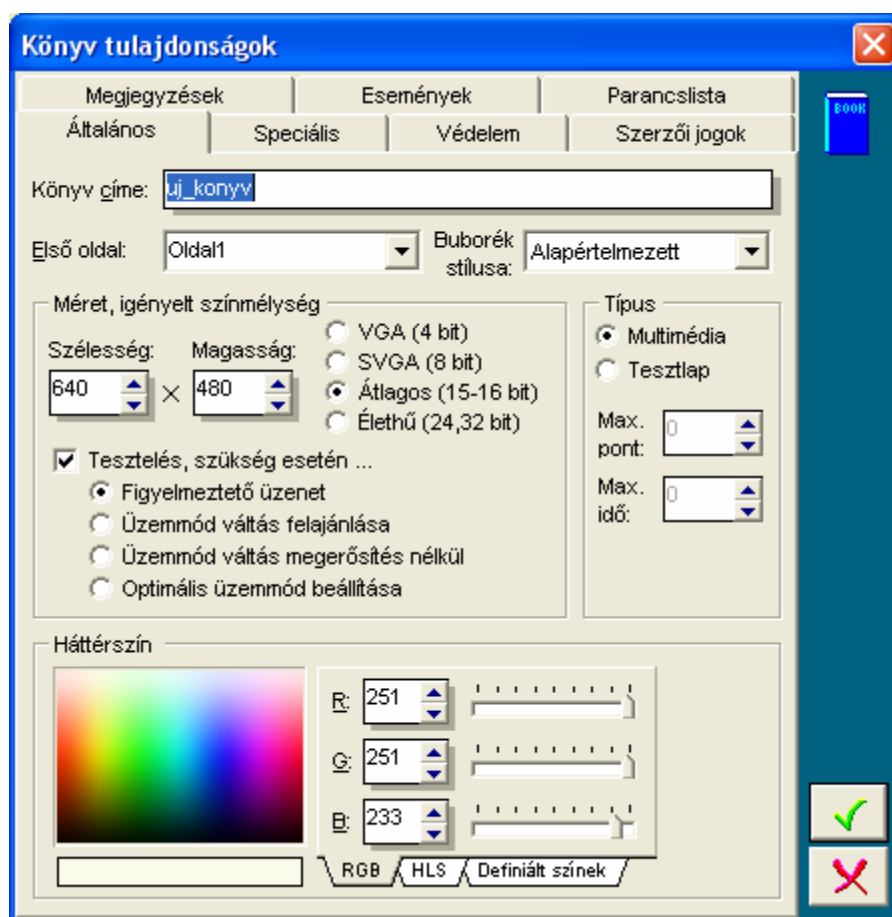 Könyv tulajdonságok
Megjegyzések Események Parancslista
Általános Speciális Védelem Szerzői jogok
BOOK
Könyv címe: uj_konyv
Első oldal: Oldal1 Buborék stílusa: Alapértelmezett
Méret, igényelt színmélység
Szélesség: Magasság:
640 × 480
VGA (4 bit)
SVGA (8 bit)
Átlagos (15-16 bit)
Élethű (24,32 bit)
Tesztelés, szükség esetén ...
Figyelmeztető üzenet
Üzemmód váltás felajánlása
Üzemmód váltás megerősítés nélkül
Optimális üzemmód beállítása
Típus
Multimédia
Tesztlap
Max. pont: 0
Max. idő: 0
Háttérszín
R: 251
G: 251
B: 233
RGB HLS Definiált színek